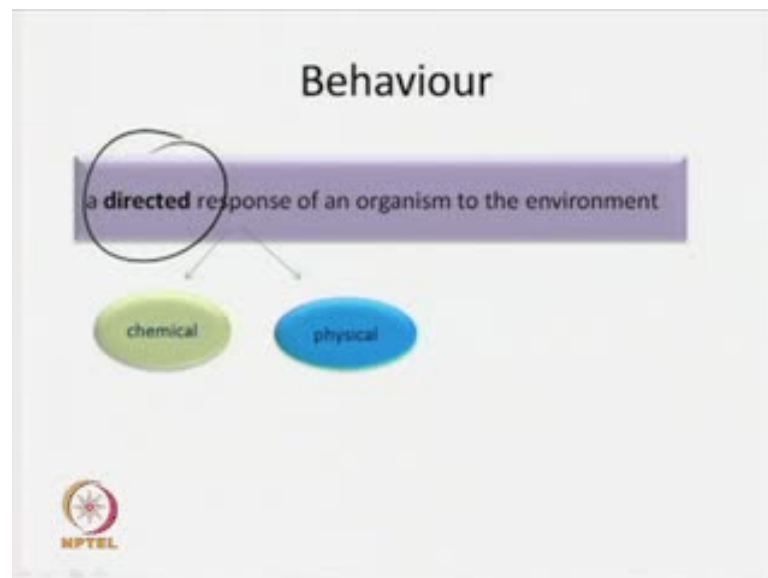 Behaviour
a directed response of an organism to the environment
chemical
physical
NPTEL